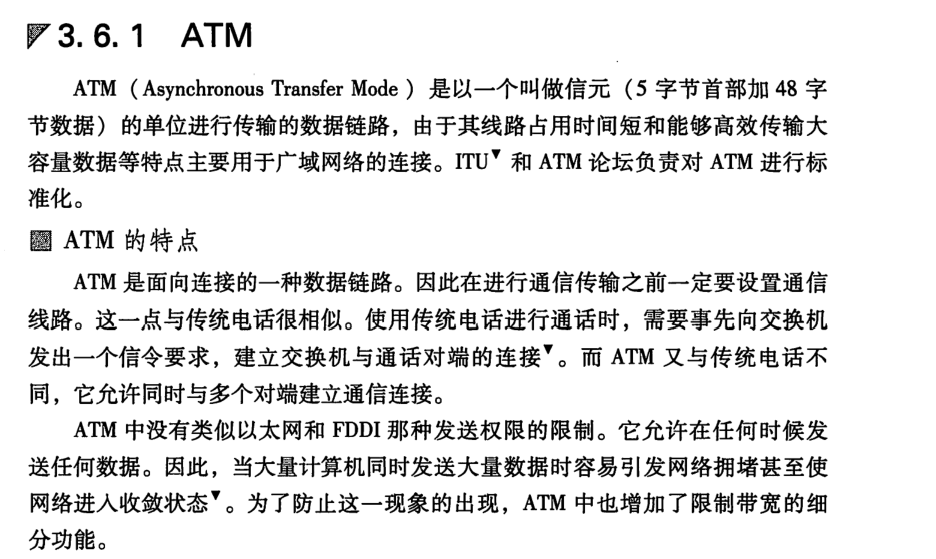 3.6.1 ATM
ATM（Asynchronous Transfer Mode）是以一个叫做信元（5 字节首部加 48 字
节数据）的单位进行传输的数据链路，由于其线路占用时间短和能够高效传输大
容量数据等特点主要用于广域网络的连接。ITU▼ 和 ATM 论坛负责对 ATM 进行标
准化。
ATM 的特点
ATM 是面向连接的一种数据链路。因此在进行通信传输之前一定要设置通信
线路。这一点与传统电话很相似。使用传统电话进行通话时，需要事先向交换机
发出一个信令要求，建立交换机与通话对端的连接▼。而 ATM 又与传统电话不
同，它允许同时与多个对端建立通信连接。
ATM 中没有类似以太网和 FDDI 那种发送权限的限制。它允许在任何时候发
送任何数据。因此，当大量计算机同时发送大量数据时容易引发网络拥堵甚至使
网络进入收敛状态▼。为了防止这一现象的出现，ATM 中也增加了限制带宽的细
分功能。